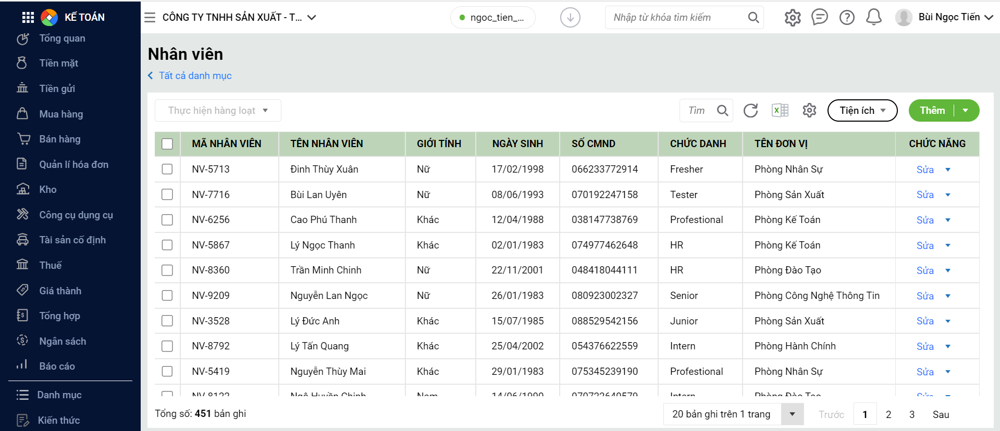 KẾ TOÁN
Tổng quan
Tiền mặt
Tiền gửi
Mua hàng
Bán hàng
Quản lí hóa đơn
Kho
Công cụ dụng cụ
Tài sản cố định
Thuế
Giá thành
Tổng hợp
Ngân sách
Báo cáo
Danh mục
Kiến thức
CÔNG TY TNHH SẢN XUẤT - T...
ngoc_tien_...
Nhập từ khóa tìm kiếm
Bùi Ngọc Tiến
Nhân viên
Tất cả danh mục
Thực hiện hàng loạt
Tìm
Tiện ích
Thêm
MÃ NHÂN VIÊN TÊN NHÂN VIÊN GIỚI TÍNH NGÀY SINH SỐ CMND CHỨC DANH TÊN ĐƠN VỊ CHỨC NĂNG
NV-5713 Đinh Thùy Xuân Nữ 17/02/1998 066233772914 Fresher Phòng Nhân Sự Sửa
NV-7716 Bùi Lan Uyên Nữ 08/06/1993 070192247158 Tester Phòng Sản Xuất Sửa
NV-6256 Cao Phú Thanh Khác 12/04/1988 038147738769 Profestional Phòng Kế Toán Sửa
NV-5867 Lý Ngọc Thanh Khác 02/01/1983 074977462648 HR Phòng Kế Toán Sửa
NV-8360 Trần Minh Chinh Nữ 22/11/2001 048418044111 HR Phòng Đào Tạo Sửa
NV-9209 Nguyễn Lan Ngọc Nữ 26/01/1983 080923002327 Senior Phòng Công Nghệ Thông Tin Sửa
NV-3528 Lý Đức Anh Khác 15/07/1985 088529542156 Junior Phòng Sản Xuất Sửa
NV-8792 Lý Tấn Quang Khác 25/04/2002 054376622559 Intern Phòng Hành Chính Sửa
NV-5419 Nguyễn Thùy Mai Khác 29/01/1983 075345239190 Profestional Phòng Nhân Sự Sửa
Ngô Huyền Chinh Nam Intern Phòng Đào Tạo Sửa
Tổng số: 451 bản ghi
20 bản ghi trên 1 trang
Trước 1 2 3 Sau